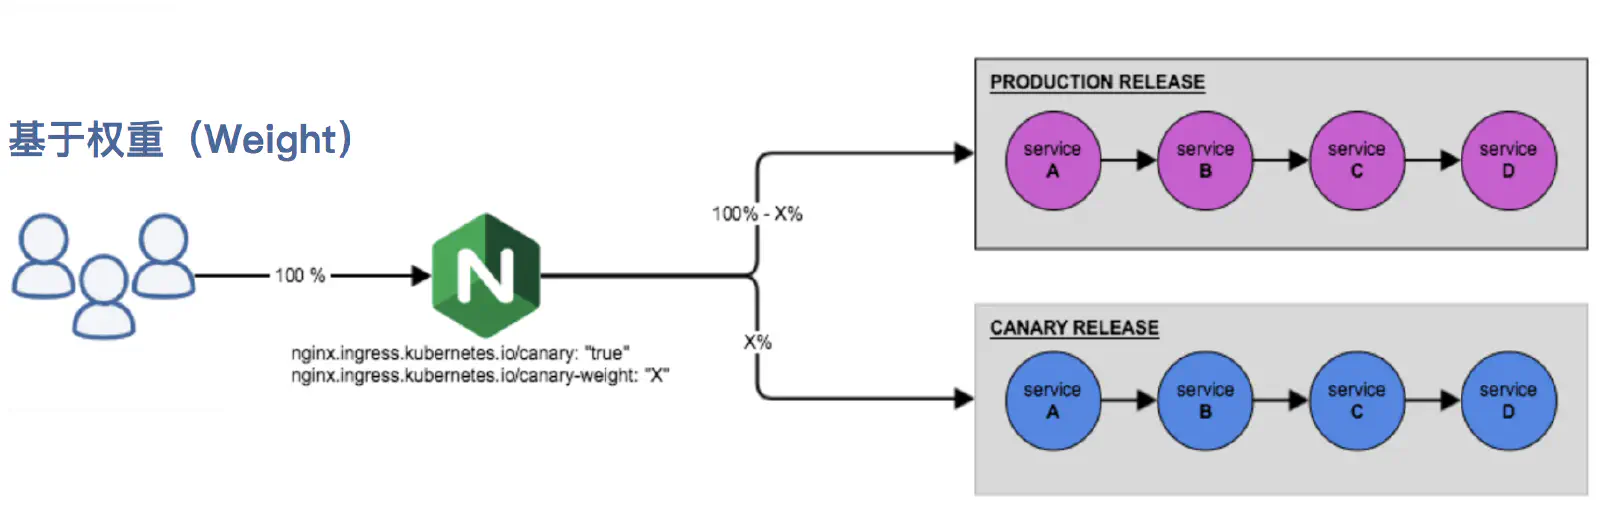 基于权重（Weight）
100 %
N
nginx.ingress.kubernetes.io/canary: "true"
nginx.ingress.kubernetes.io/canary-weight: "X"
100% - X%
X%
PRODUCTION RELEASE
service
A
service
B
service
C
service
D
CANARY RELEASE
service
A
service
B
service
C
service
D